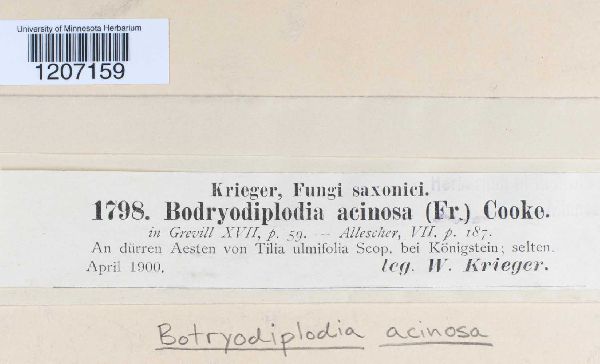 University of Minnesota Herbarium
1207159
Krieger, Fungi saxonici.
1798. Bodryodiplodia acinosa (Fr.) Cooke.
in Grevill XVII, p. 59. — Allescher, VII, p. 187.
An dürren Aesten von Tilia ulmifolia Scop. bei Königstein; selten.
April 1900. leg. W. Krieger.
Botryodiplodia acinosa